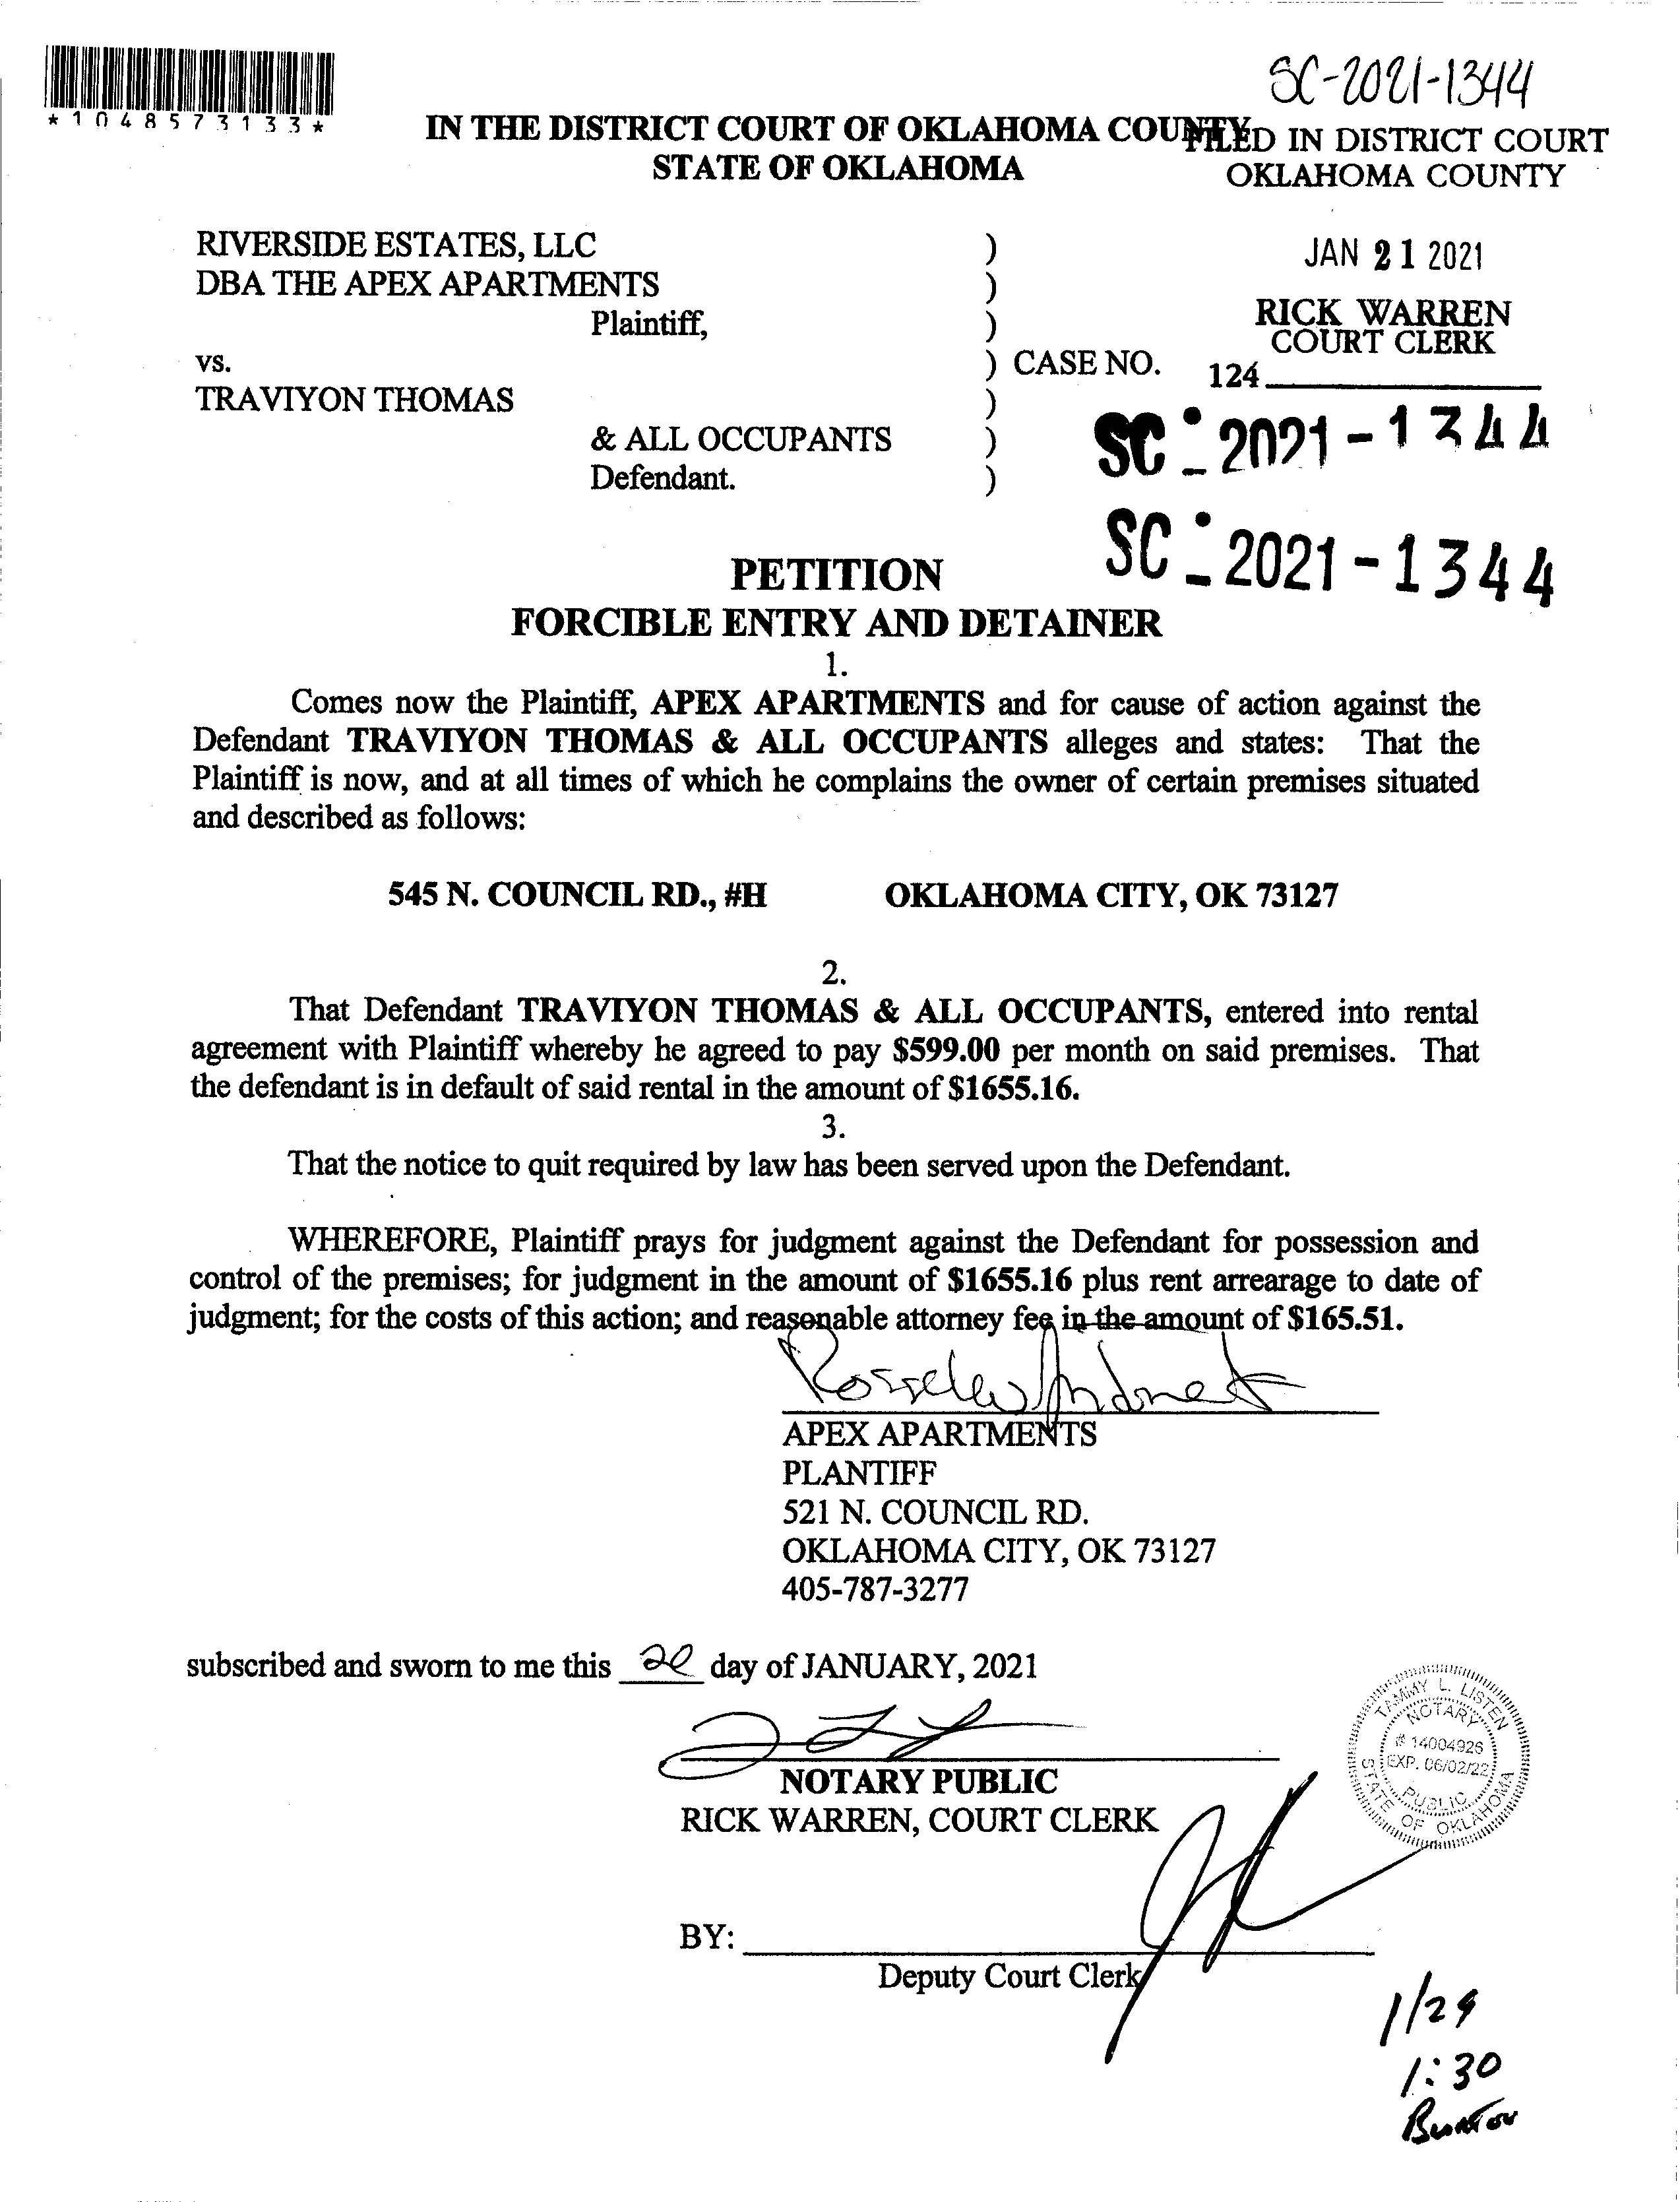 SC-2021-1344
*1048573133*
IN THE DISTRICT COURT OF OKLAHOMA COUNTY
STATE OF OKLAHOMA
FILED IN DISTRICT COURT
OKLAHOMA COUNTY
JAN 21 2021
RICK WARREN
COURT CLERK
124
RIVERSIDE ESTATES, LLC )
DBA THE APEX APARTMENTS )
Plaintiff, )
vs. ) CASE NO.
TRAVIYON THOMAS )
& ALL OCCUPANTS )
Defendant. )
SC - 2021 - 1344
SC - 2021 - 1344
PETITION
FORCIBLE ENTRY AND DETAINER
1.
Comes now the Plaintiff, APEX APARTMENTS and for cause of action against the
Defendant TRAVIYON THOMAS & ALL OCCUPANTS alleges and states: That the
Plaintiff is now, and at all times of which he complains the owner of certain premises situated
and described as follows:
545 N. COUNCIL RD., #H OKLAHOMA CITY, OK 73127
2.
That Defendant TRAVIYON THOMAS & ALL OCCUPANTS, entered into rental
agreement with Plaintiff whereby he agreed to pay $599.00 per month on said premises. That
the defendant is in default of said rental in the amount of $1655.16.
3.
That the notice to quit required by law has been served upon the Defendant.
WHEREFORE, Plaintiff prays for judgment against the Defendant for possession and
control of the premises; for judgment in the amount of $1655.16 plus rent arrearage to date of
judgment; for the costs of this action; and reasonable attorney fee in the amount of $165.51.
APEX APARTMENTS
PLANTIFF
521 N. COUNCIL RD.
OKLAHOMA CITY, OK 73127
405-787-3277
subscribed and sworn to me this 20 day of JANUARY, 2021
NOTARY PUBLIC
RICK WARREN, COURT CLERK
TAMMY L. LISTEN
NOTARY
# 14004926
EXP. 06/02/22
PUBLIC
STATE OF OKLAHOMA
BY:
Deputy Court Clerk
1/29
1:30
Burton